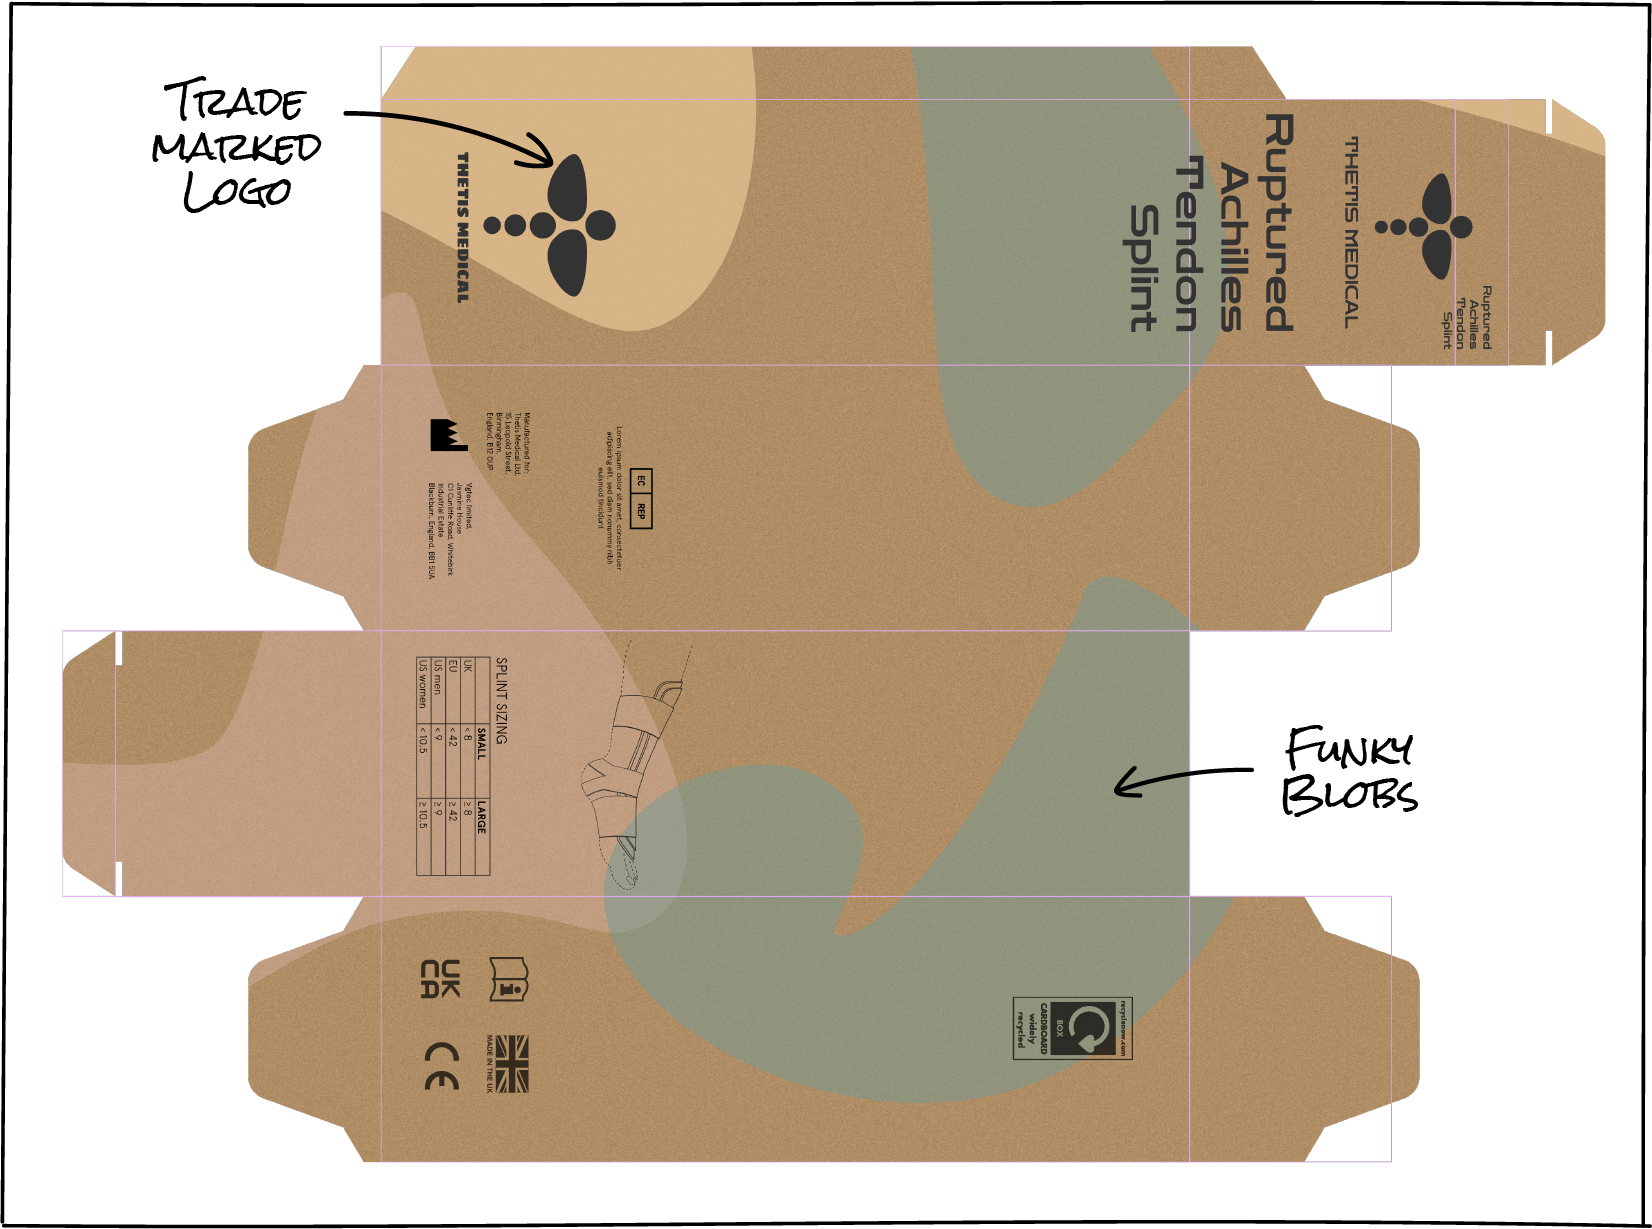 TRADE
MARKED
LOGO
THETIS MEDICAL
Ruptured
Achilles
Tendon
Splint
THETIS MEDICAL
Ruptured
Achilles
Tendon
Splint
Manufactured for:
Thetis Medical Ltd.
15 Leopold Street,
Birmingham,
England, B12 0UP
Vgtec limited,
Jasmine House
C1 Cunliffe Road, Whitebirk
Industrial Estate
Blackburn, England, BB1 5UA
EC REP
Lorem ipsum dolor sit amet, consectetuer
adipiscing elit, sed diam nonummy nibh
euismod tincidunt
SPLINT SIZING
SMALL LARGE
UK < 8 ≥ 8
EU < 42 ≥ 42
US men < 9 ≥ 9
US women < 10.5 ≥ 10.5
FUNKY
BLOBS
i
UK
CA
MADE IN THE UK
CE
recyclenow.com
BOX
CARDBOARD
widely
recycled